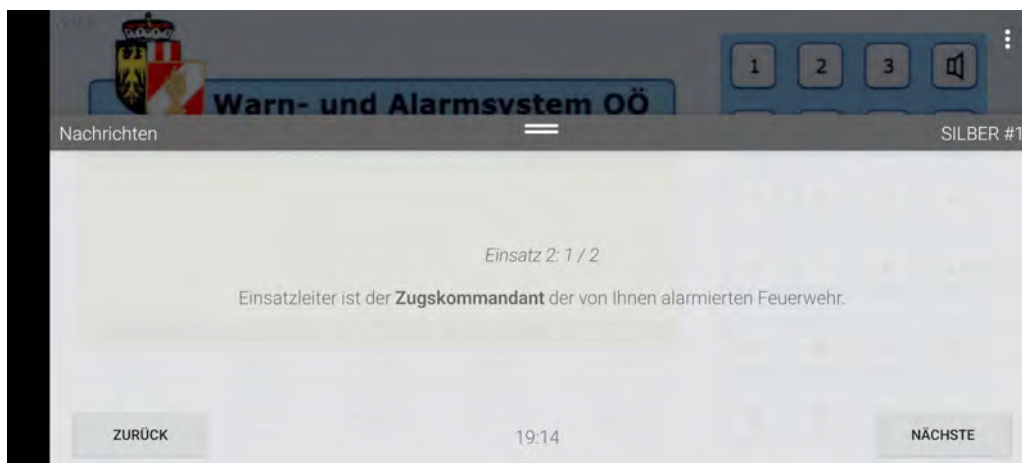 1 2 3
Warn- und Alarmsystem OÖ
Nachrichten
SILBER #1
Einsatz 2: 1 / 2
Einsatzleiter ist der Zugskommandant der von Ihnen alarmierten Feuerwehr.
ZURÜCK
19:14
NÄCHSTE